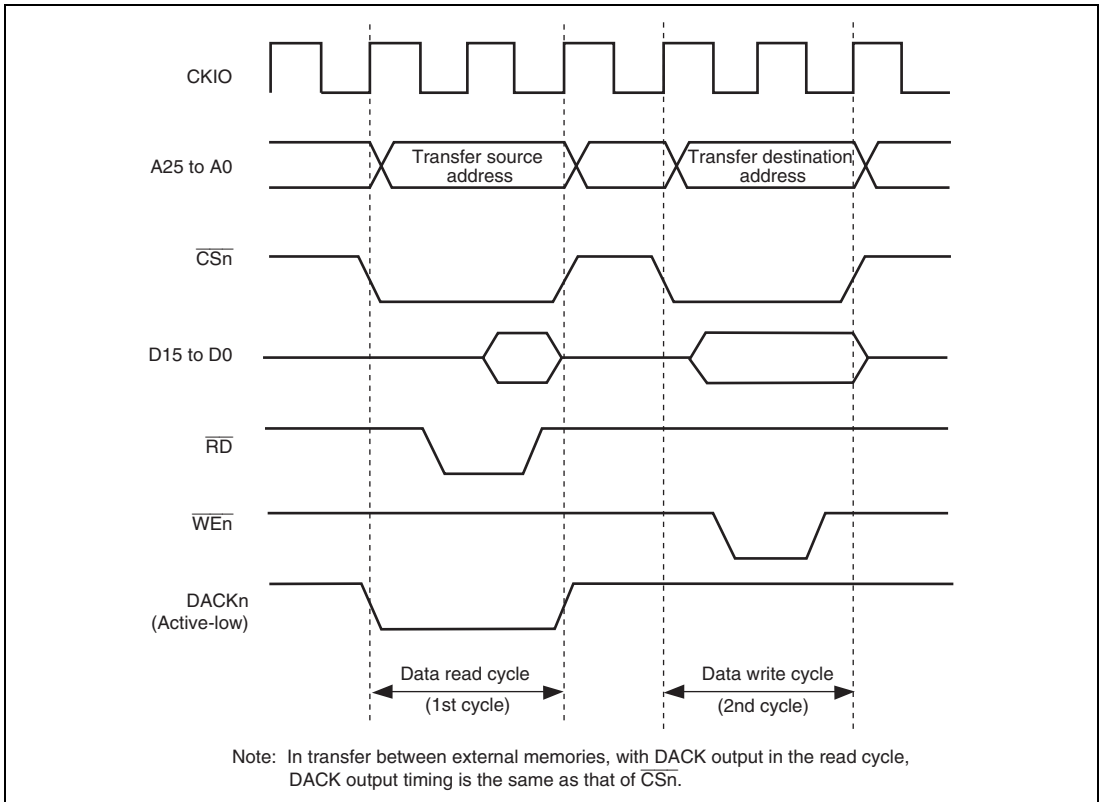 CKIO
A25 to A0
Transfer source
address
Transfer destination
address
CSn
D15 to D0
RD
WEn
DACKn
(Active-low)
Data read cycle
(1st cycle)
Data write cycle
(2nd cycle)
Note: In transfer between external memories, with DACK output in the read cycle,
DACK output timing is the same as that of CSn.